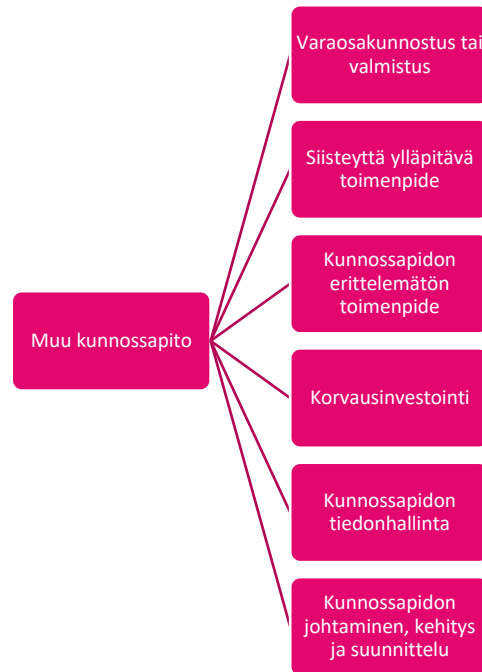 Varaosakunnostus tai
valmistus
Siisteyttä ylläpitävä
toimenpide
Kunnossapidon
erittelemätön
toimenpide
Muu kunnossapito
Korvausinvestointi
Kunnossapidon
tiedonhallinta
Kunnossapidon
johtaminen, kehitys
ja suunnittelu